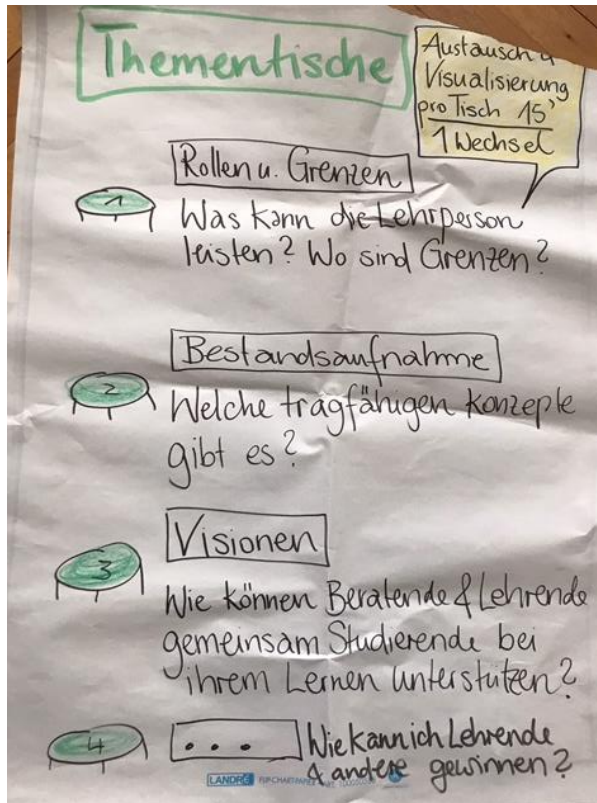 Thementische
Austausch u
Visualisierung
pro Tisch 15'
1 Wechsel
Rollen u. Grenzen
1
Was kann die Lehrperson
leisten? Wo sind Grenzen?
Bestandsaufnahme
2
Welche tragfähigen Konzepte
gibt es?
Visionen
3
Wie können Beratende & Lehrende
gemeinsam Studierende bei
ihrem Lernen unterstützen?
4
...
Wie kann ich Lehrende
& andere gewinnen?
LANDRÉ